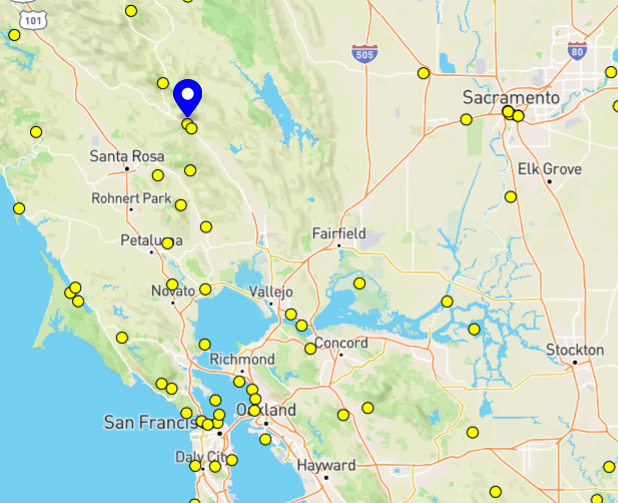 101
505
80
Sacramento
Santa Rosa
Elk Grove
Rohnert Park
Petaluma
Fairfield
Novato
Vallejo
Concord
Stockton
Richmond
Oakland
San Francis
Daly City
Hayward